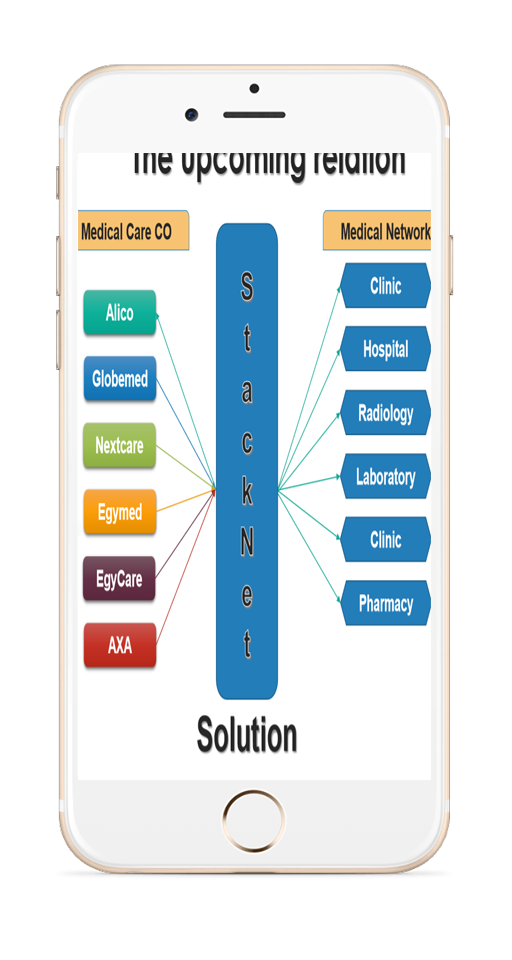 The upcoming relation
Medical Care CO
Medical Network
Alico
Globemed
Nextcare
Egymed
EgyCare
AXA
StackNet
Clinic
Hospital
Radiology
Laboratory
Clinic
Pharmacy
Solution